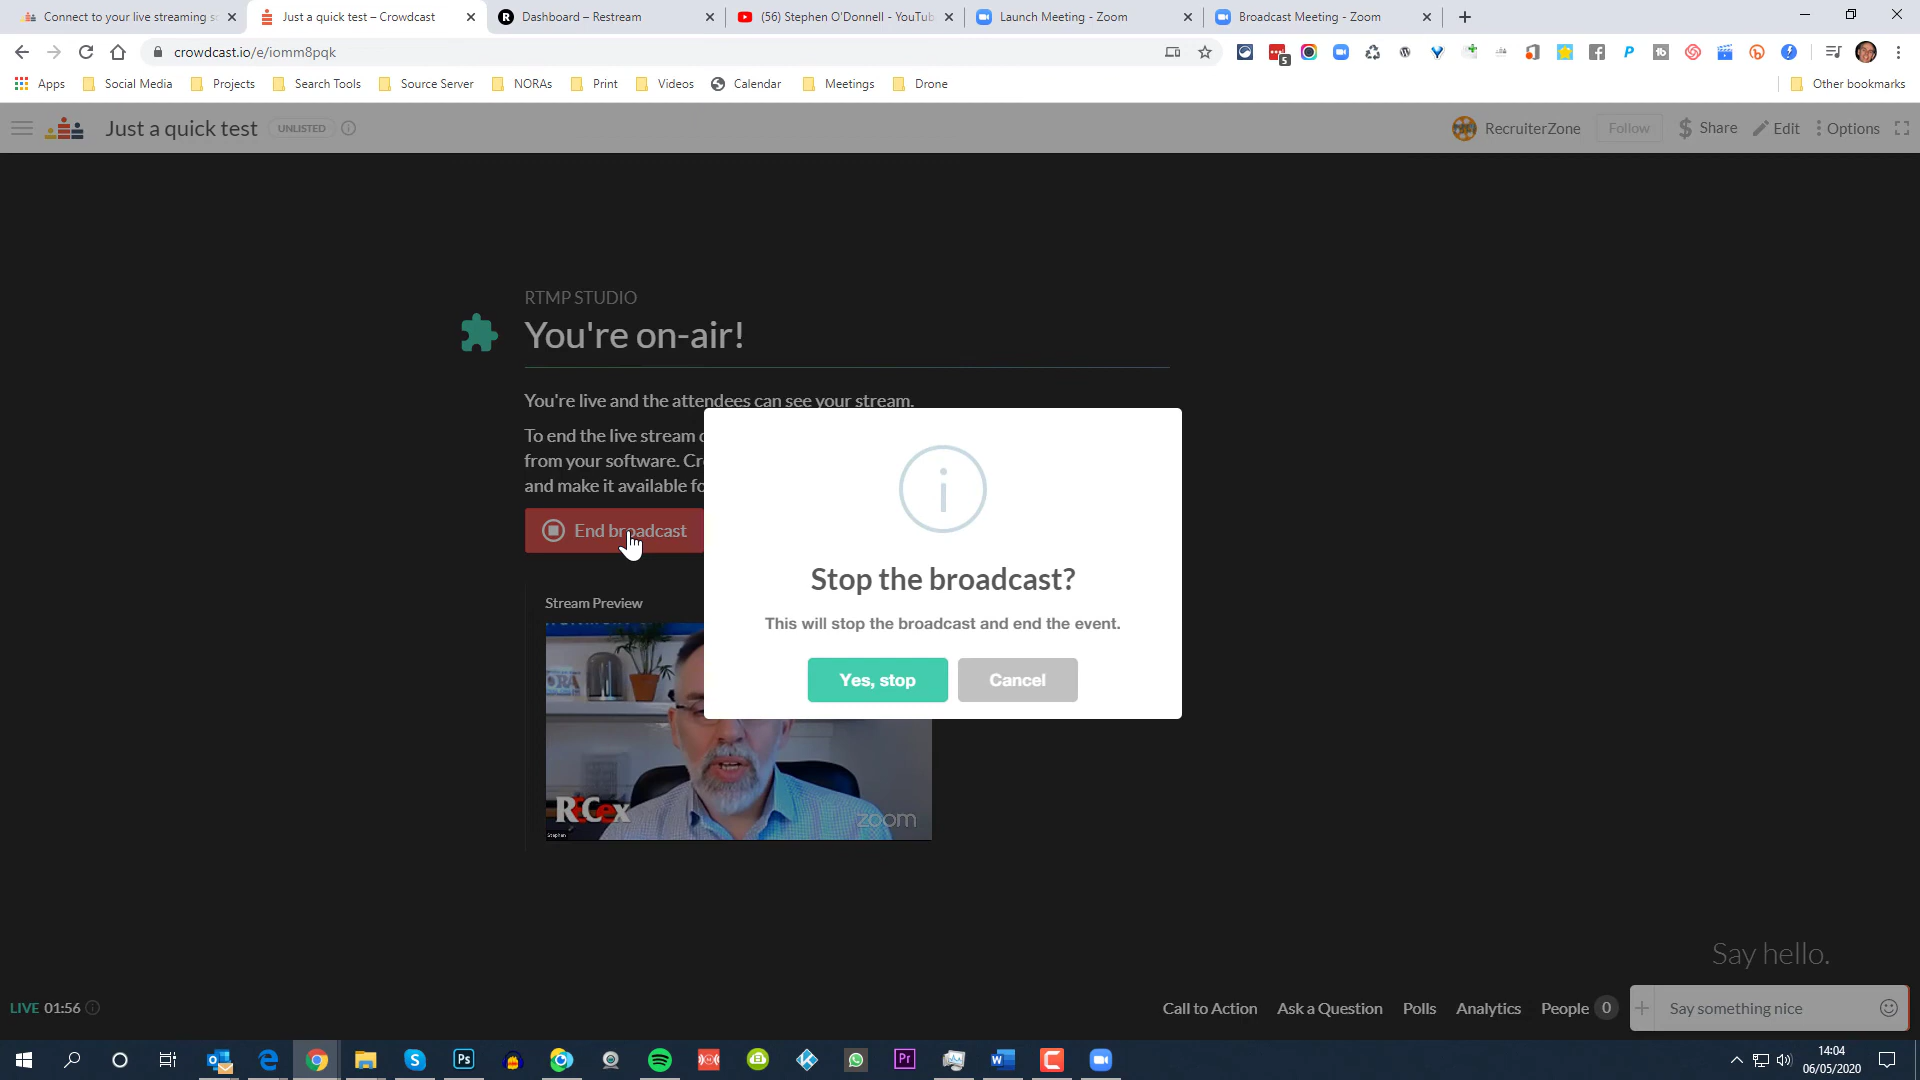 Connect to your live streaming so
Just a quick test – Crowdcast
Dashboard – Restream
(56) Stephen O'Donnell - YouTub
Launch Meeting - Zoom
Broadcast Meeting - Zoom
crowdcast.io/e/iomm8pqk
5
Apps
Social Media
Projects
Search Tools
Source Server
NORAs
Print
Videos
Calendar
Meetings
Drone
Other bookmarks
Just a quick test
UNLISTED
RecruiterZone
Follow
Share
Edit
Options
RTMP STUDIO
You're on-air!
You're live and the attendees can see your stream.
To end the live stream
from your software. Cr
and make it available fo
End broadcast
Stop the broadcast?
This will stop the broadcast and end the event.
Yes, stop
Cancel
Stream Preview
RECex
zoom
Stephen
Say hello.
LIVE 01:56
Call to Action
Ask a Question
Polls
Analytics
People 0
Say something nice
Ps
Pr
14:04
06/05/2020